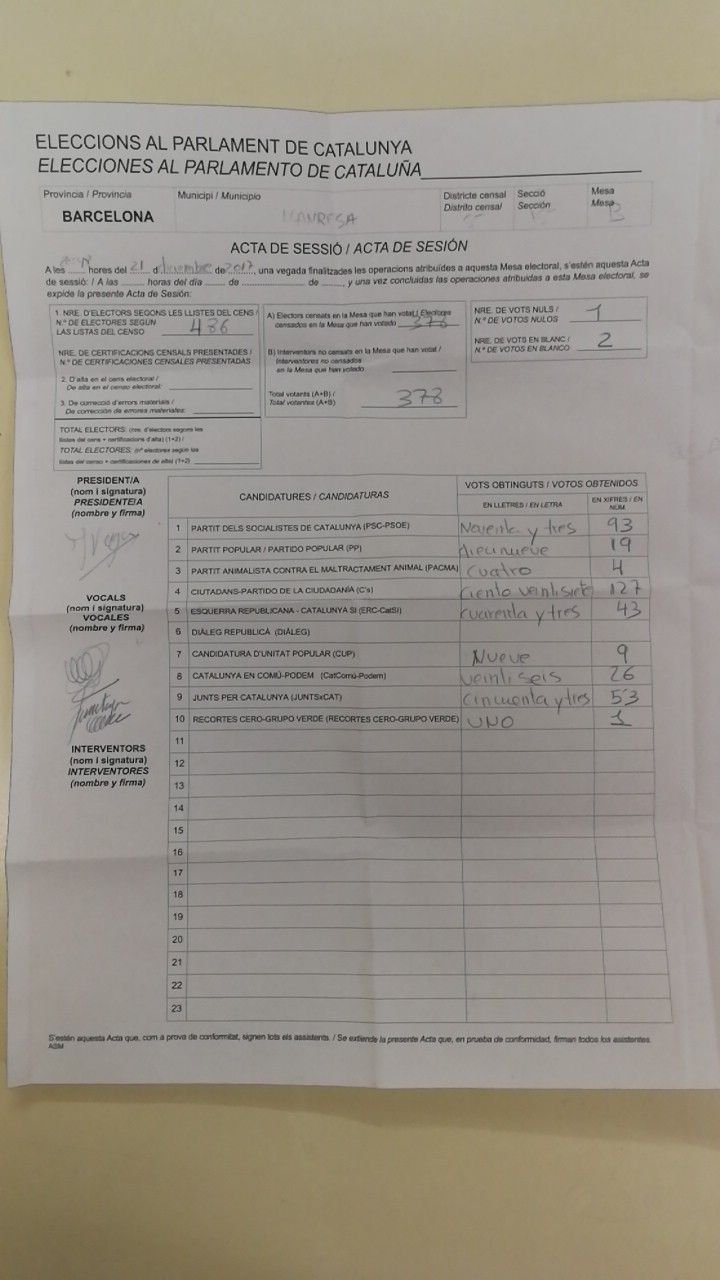 ELECCIONS AL PARLAMENT DE CATALUNYA
ELECCIONES AL PARLAMENTO DE CATALUÑA
Provincia / Provincia
BARCELONA
Municipi / Municipio
MANRESA
Districte censal
Distrito censal
Secció
Sección
Mesa
Mesa
B
ACTA DE SESSIÓ / ACTA DE SESIÓN
A les hores del 21 d' de 2017, una vegada finalitzades les operacions atribuïdes a aquesta Mesa electoral, s'estén aquesta Acta
de sessió: / A las horas del día de de , y una vez concluidas las operaciones atribuidas a esta Mesa electoral, se
expide la presente Acta de Sesión:
1. NRE. D'ELECTORS SEGONS LES LLISTES DEL CENS /
N.º DE ELECTORES SEGÚN
LAS LISTAS DEL CENSO
486
NRE. DE CERTIFICACIONS CENSALS PRESENTADES /
N.º DE CERTIFICACIONES CENSALES PRESENTADAS
2. D'alta en el cens electoral /
De alta en el censo electoral:
3. De correcció d'errors materials /
De corrección de errores materiales:
TOTAL ELECTORS: (nre. d'electors segons les
llistes del cens + certificacions d'alta) (1+2) /
TOTAL ELECTORES: (nº electores según las
listas del censo + certificaciones de alta) (1+2)
A) Electors censats en la Mesa que han votat / Electores
censados en la Mesa que han votado 378
B) Interventors no censats en la Mesa que han votat /
Interventores no censados
en la Mesa que han votado
Total votants (A+B) /
Total votantes (A+B)
378
NRE. DE VOTS NULS /
N.º DE VOTOS NULOS
1
NRE. DE VOTS EN BLANC /
N.º DE VOTOS EN BLANCO
2
PRESIDENT/A
(nom i signatura)
PRESIDENTE/A
(nombre y firma)
VOCALS
(nom i signatura)
VOCALES
(nombre y firma)
INTERVENTORS
(nom i signatura)
INTERVENTORES
(nombre y firma)
CANDIDATURES / CANDIDATURAS
VOTS OBTINGUTS / VOTOS OBTENIDOS
EN LLETRES / EN LETRA
EN XIFRES / EN NÚM.
1 PARTIT DELS SOCIALISTES DE CATALUNYA (PSC-PSOE) Noventa y tres 93
2 PARTIT POPULAR / PARTIDO POPULAR (PP) diecinueve 19
3 PARTIT ANIMALISTA CONTRA EL MALTRACTAMENT ANIMAL (PACMA) cuatro 4
4 CIUTADANS-PARTIDO DE LA CIUDADANÍA (C's) ciento veintisiete 127
5 ESQUERRA REPUBLICANA - CATALUNYA SÍ (ERC-CatSí) cuarenta y tres 43
6 DIÀLEG REPUBLICÀ (DIÀLEG)
7 CANDIDATURA D'UNITAT POPULAR (CUP) Nueve 9
8 CATALUNYA EN COMÚ-PODEM (CatComú-Podem) veintiseis 26
9 JUNTS PER CATALUNYA (JUNTSxCAT) cincuenta y tres 53
10 RECORTES CERO-GRUPO VERDE (RECORTES CERO-GRUPO VERDE) UNO 1
11
12
13
14
15
16
17
18
19
20
21
22
23
S'estén aquesta Acta que, com a prova de conformitat, signen tots els assistents. / Se extiende la presente Acta que, en prueba de conformidad, firman todos los asistentes.